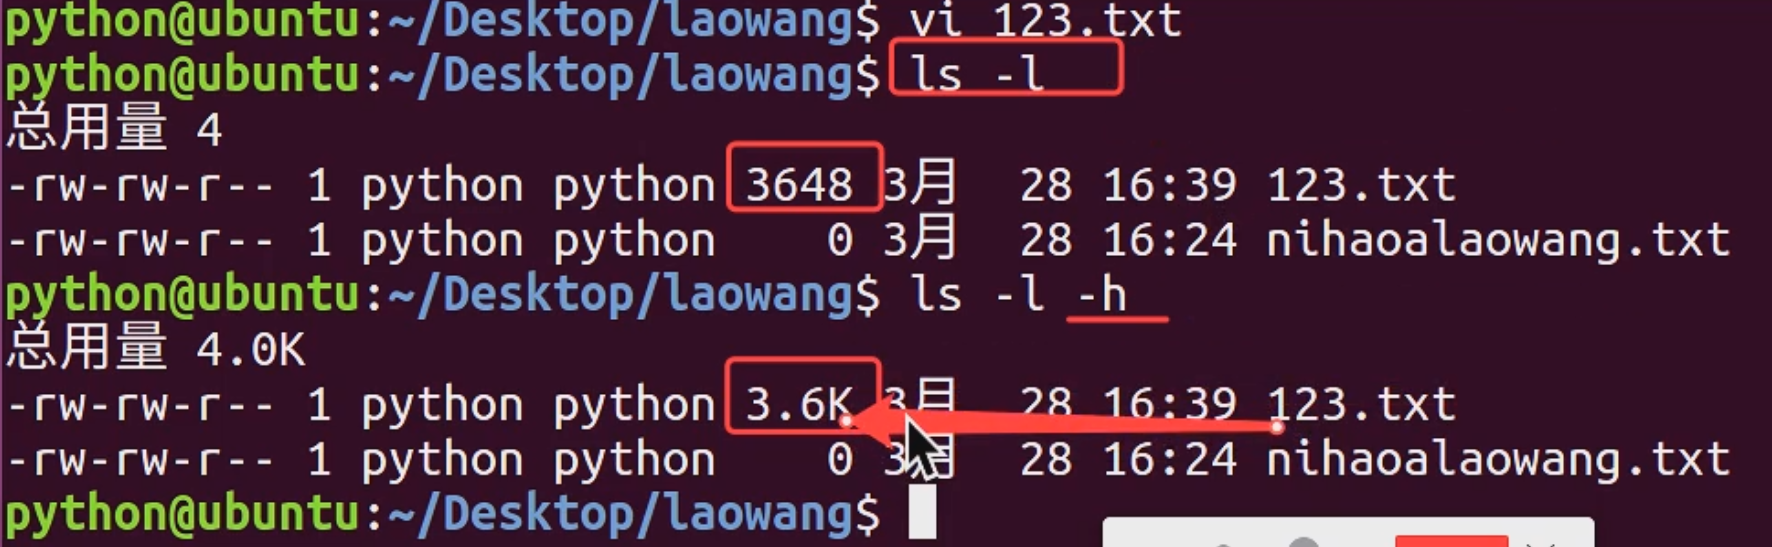 python@ubuntu:~/Desktop/laowang$ vi 123.txt
python@ubuntu:~/Desktop/laowang$ ls -l
总用量 4
-rw-rw-r-- 1 python python 3648 3月  28 16:39 123.txt
-rw-rw-r-- 1 python python    0 3月  28 16:24 nihaoalaowang.txt
python@ubuntu:~/Desktop/laowang$ ls -l -h
总用量 4.0K
-rw-rw-r-- 1 python python 3.6K 3月  28 16:39 123.txt
-rw-rw-r-- 1 python python    0 3月  28 16:24 nihaoalaowang.txt
python@ubuntu:~/Desktop/laowang$